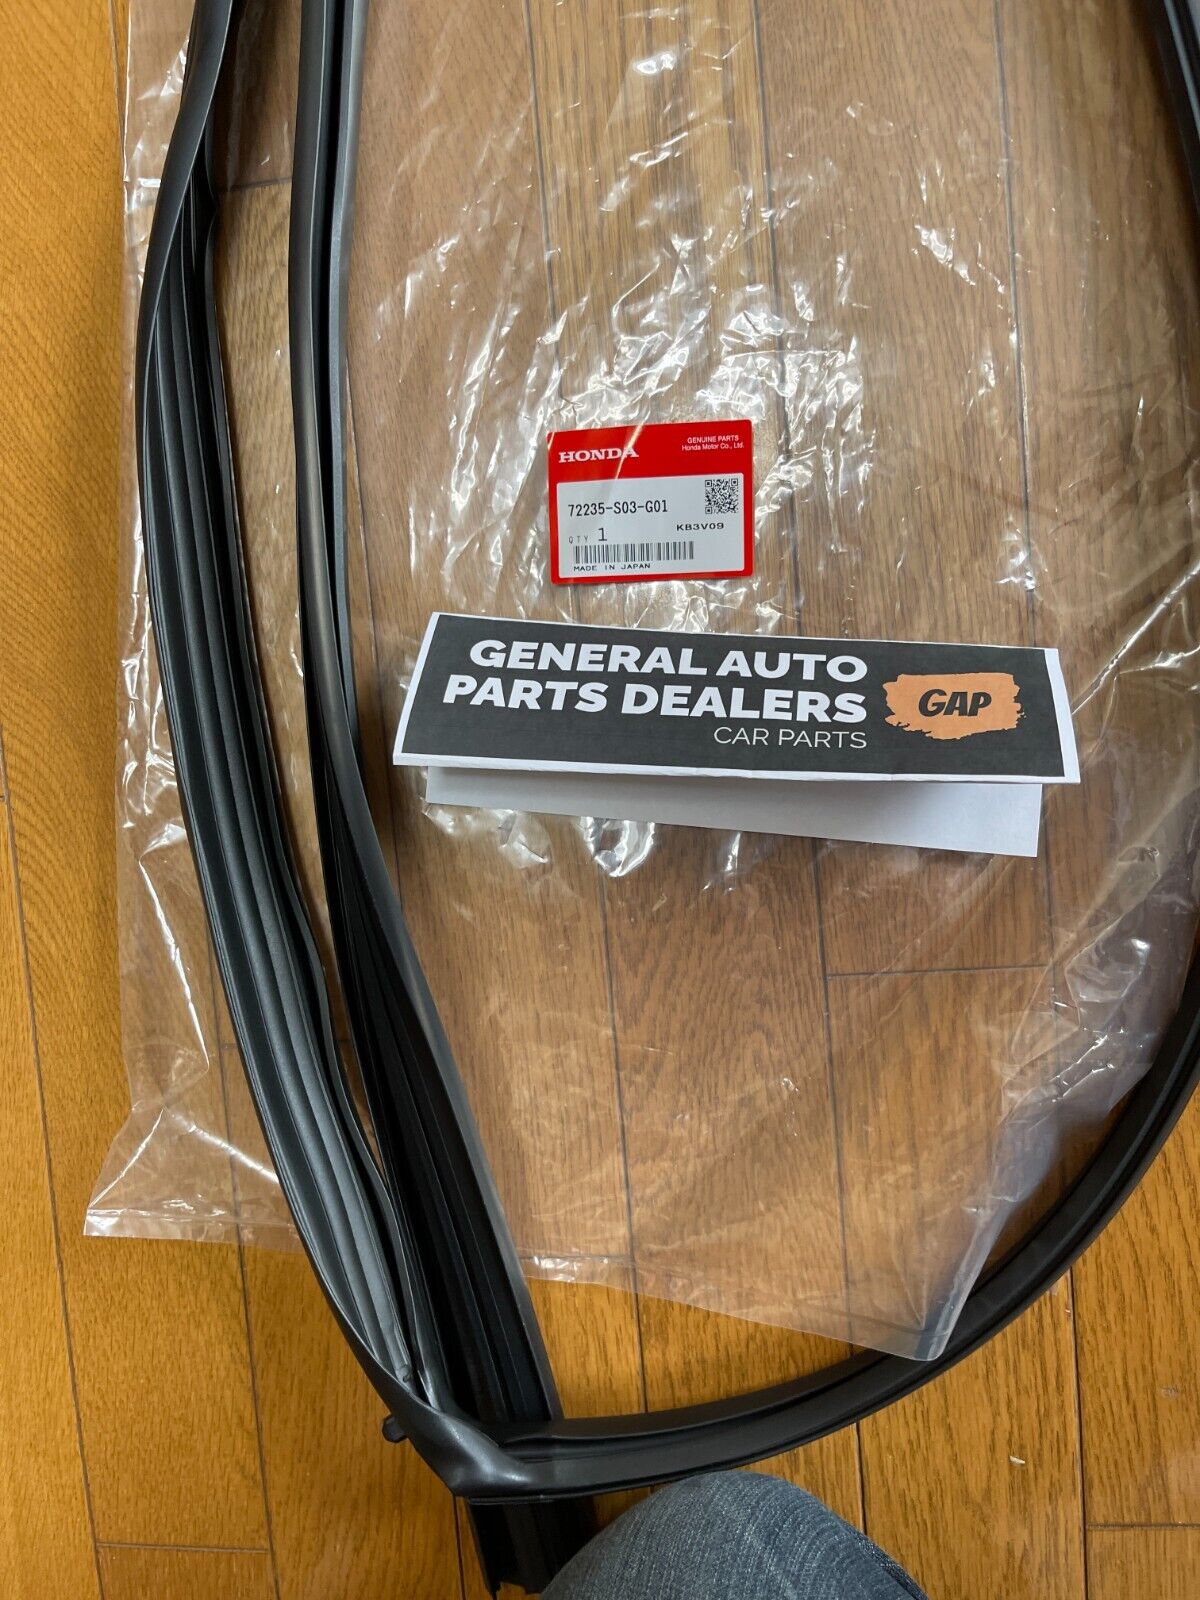 HONDA
GENUINE PARTS
Honda Motor Co., Ltd.
72235-S03-G01
KB3V09
QTY 1
MADE IN JAPAN
GENERAL AUTO
PARTS DEALERS
CAR PARTS
GAP